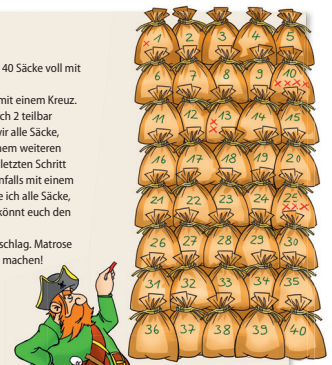 40 Säcke voll mit
mit einem Kreuz.
ch 2 teilbar
vir alle Säcke,
nem weiteren
letzten Schritt
nfalls mit einem
e ich alle Säcke,
könnt euch den
schlag. Matrose
machen!
1 2 3 4 5
6 7 8 9 10
11 12 13 14 15
16 17 18 19 20
21 22 23 24 25
26 27 28 29 30
31 32 33 34 35
36 37 38 39 40